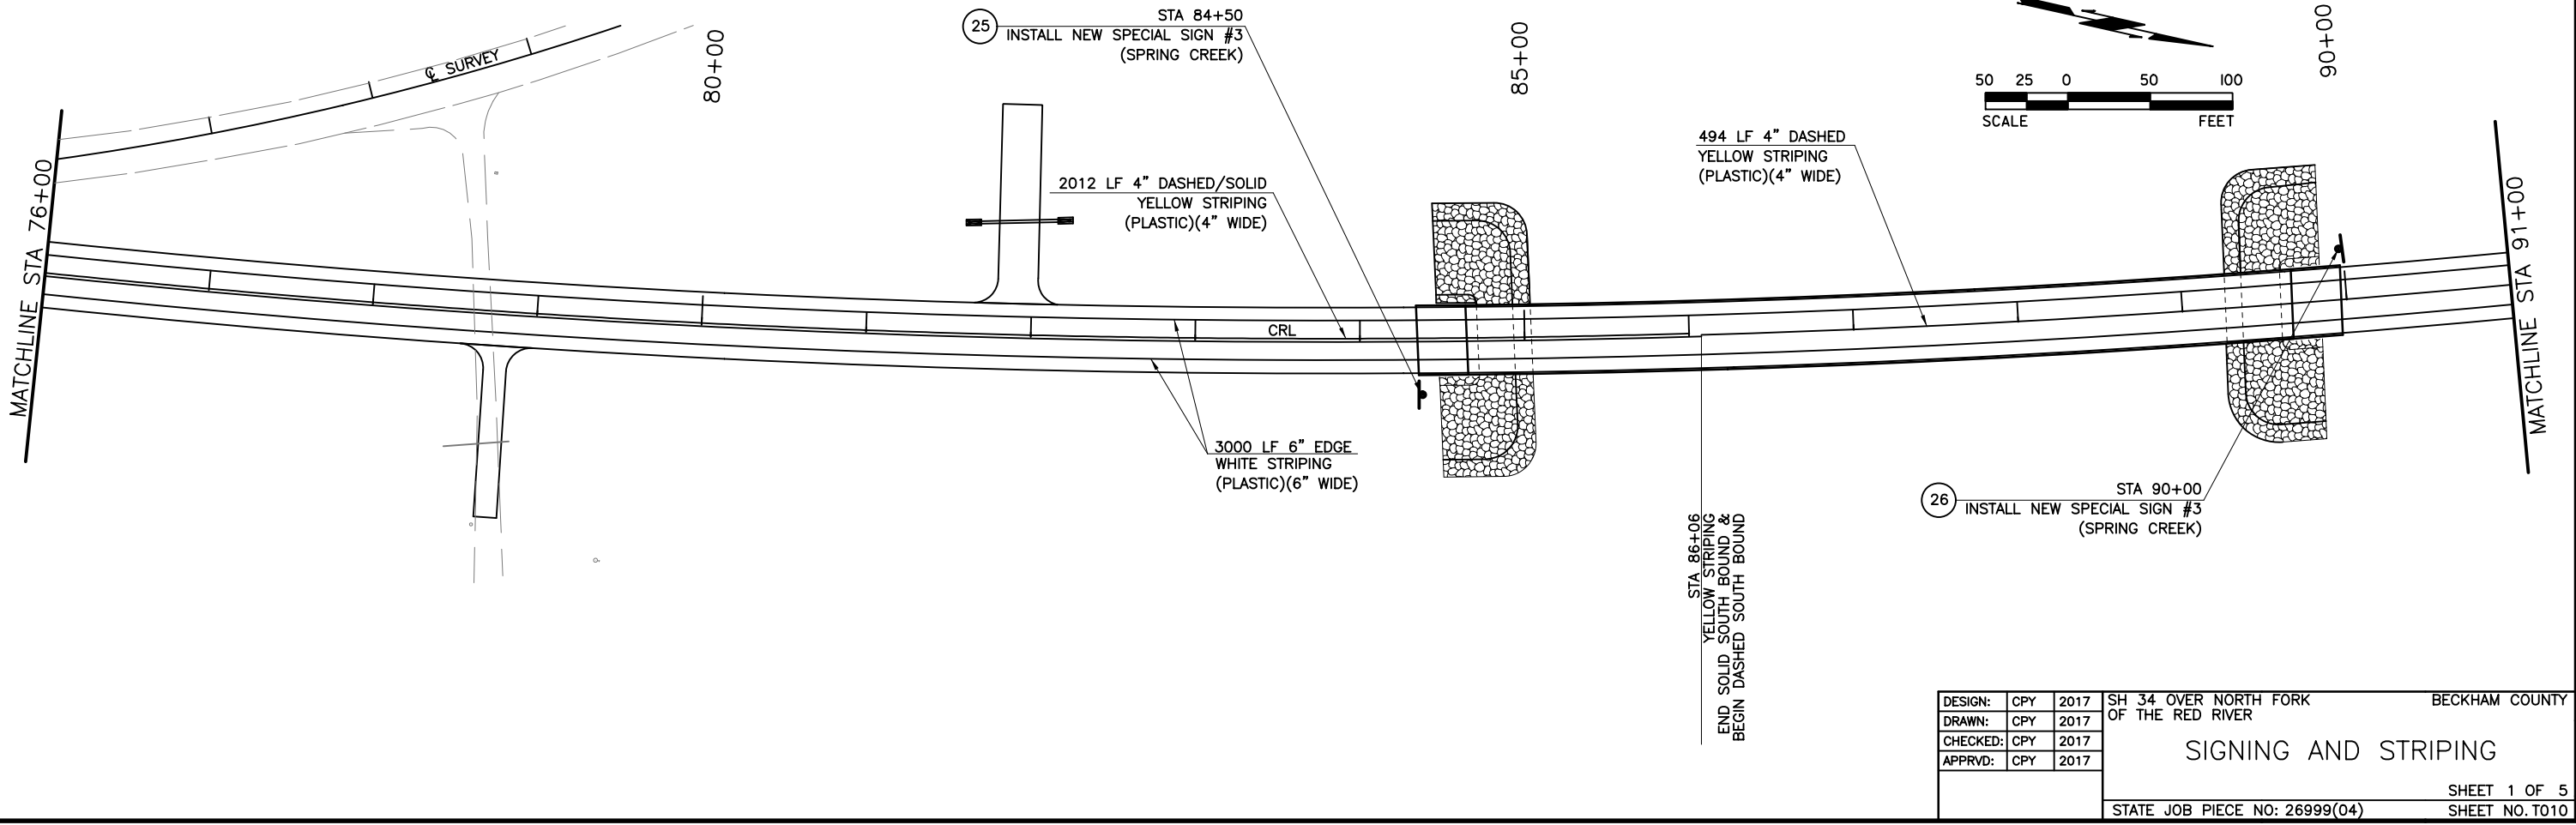 STA 84+50
25
INSTALL NEW SPECIAL SIGN #3
(SPRING CREEK)
80+00
85+00
90+00
℄ SURVEY
50 25 0 50 100
SCALE FEET
MATCHLINE STA 76+00
2012 LF 4" DASHED/SOLID
YELLOW STRIPING
(PLASTIC)(4" WIDE)
494 LF 4" DASHED
YELLOW STRIPING
(PLASTIC)(4" WIDE)
MATCHLINE STA 91+00
CRL
3000 LF 6" EDGE
WHITE STRIPING
(PLASTIC)(6" WIDE)
STA 86+06
YELLOW STRIPING
END SOLID SOUTH BOUND &
BEGIN DASHED SOUTH BOUND
STA 90+00
26
INSTALL NEW SPECIAL SIGN #3
(SPRING CREEK)
DESIGN: CPY 2017
DRAWN: CPY 2017
CHECKED: CPY 2017
APPRVD: CPY 2017
SH 34 OVER NORTH FORK
OF THE RED RIVER
BECKHAM COUNTY
SIGNING AND STRIPING
SHEET 1 OF 5
STATE JOB PIECE NO: 26999(04)
SHEET NO. T010